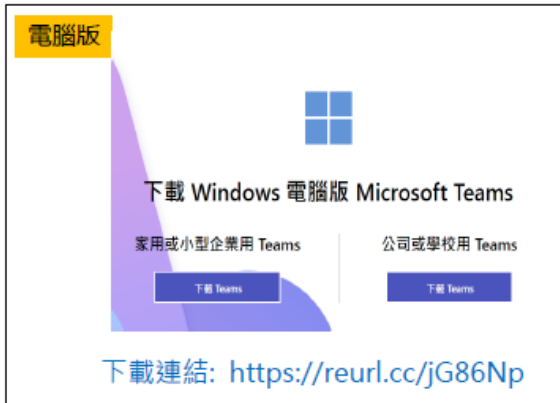 電腦版
下載 Windows 電腦版 Microsoft Teams
家用或小型企業用 Teams
公司或學校用 Teams
下載 Teams
下載 Teams
下載連結: https://reurl.cc/jG86Np